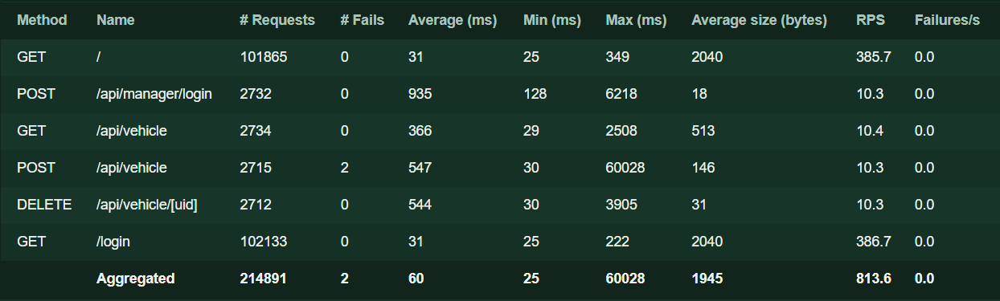 Method Name # Requests # Fails Average (ms) Min (ms) Max (ms) Average size (bytes) RPS Failures/s
GET / 101865 0 31 25 349 2040 385.7 0.0
POST /api/manager/login 2732 0 935 128 6218 18 10.3 0.0
GET /api/vehicle 2734 0 366 29 2508 513 10.4 0.0
POST /api/vehicle 2715 2 547 30 60028 146 10.3 0.0
DELETE /api/vehicle/[uid] 2712 0 544 30 3905 31 10.3 0.0
GET /login 102133 0 31 25 222 2040 386.7 0.0
Aggregated 214891 2 60 25 60028 1945 813.6 0.0